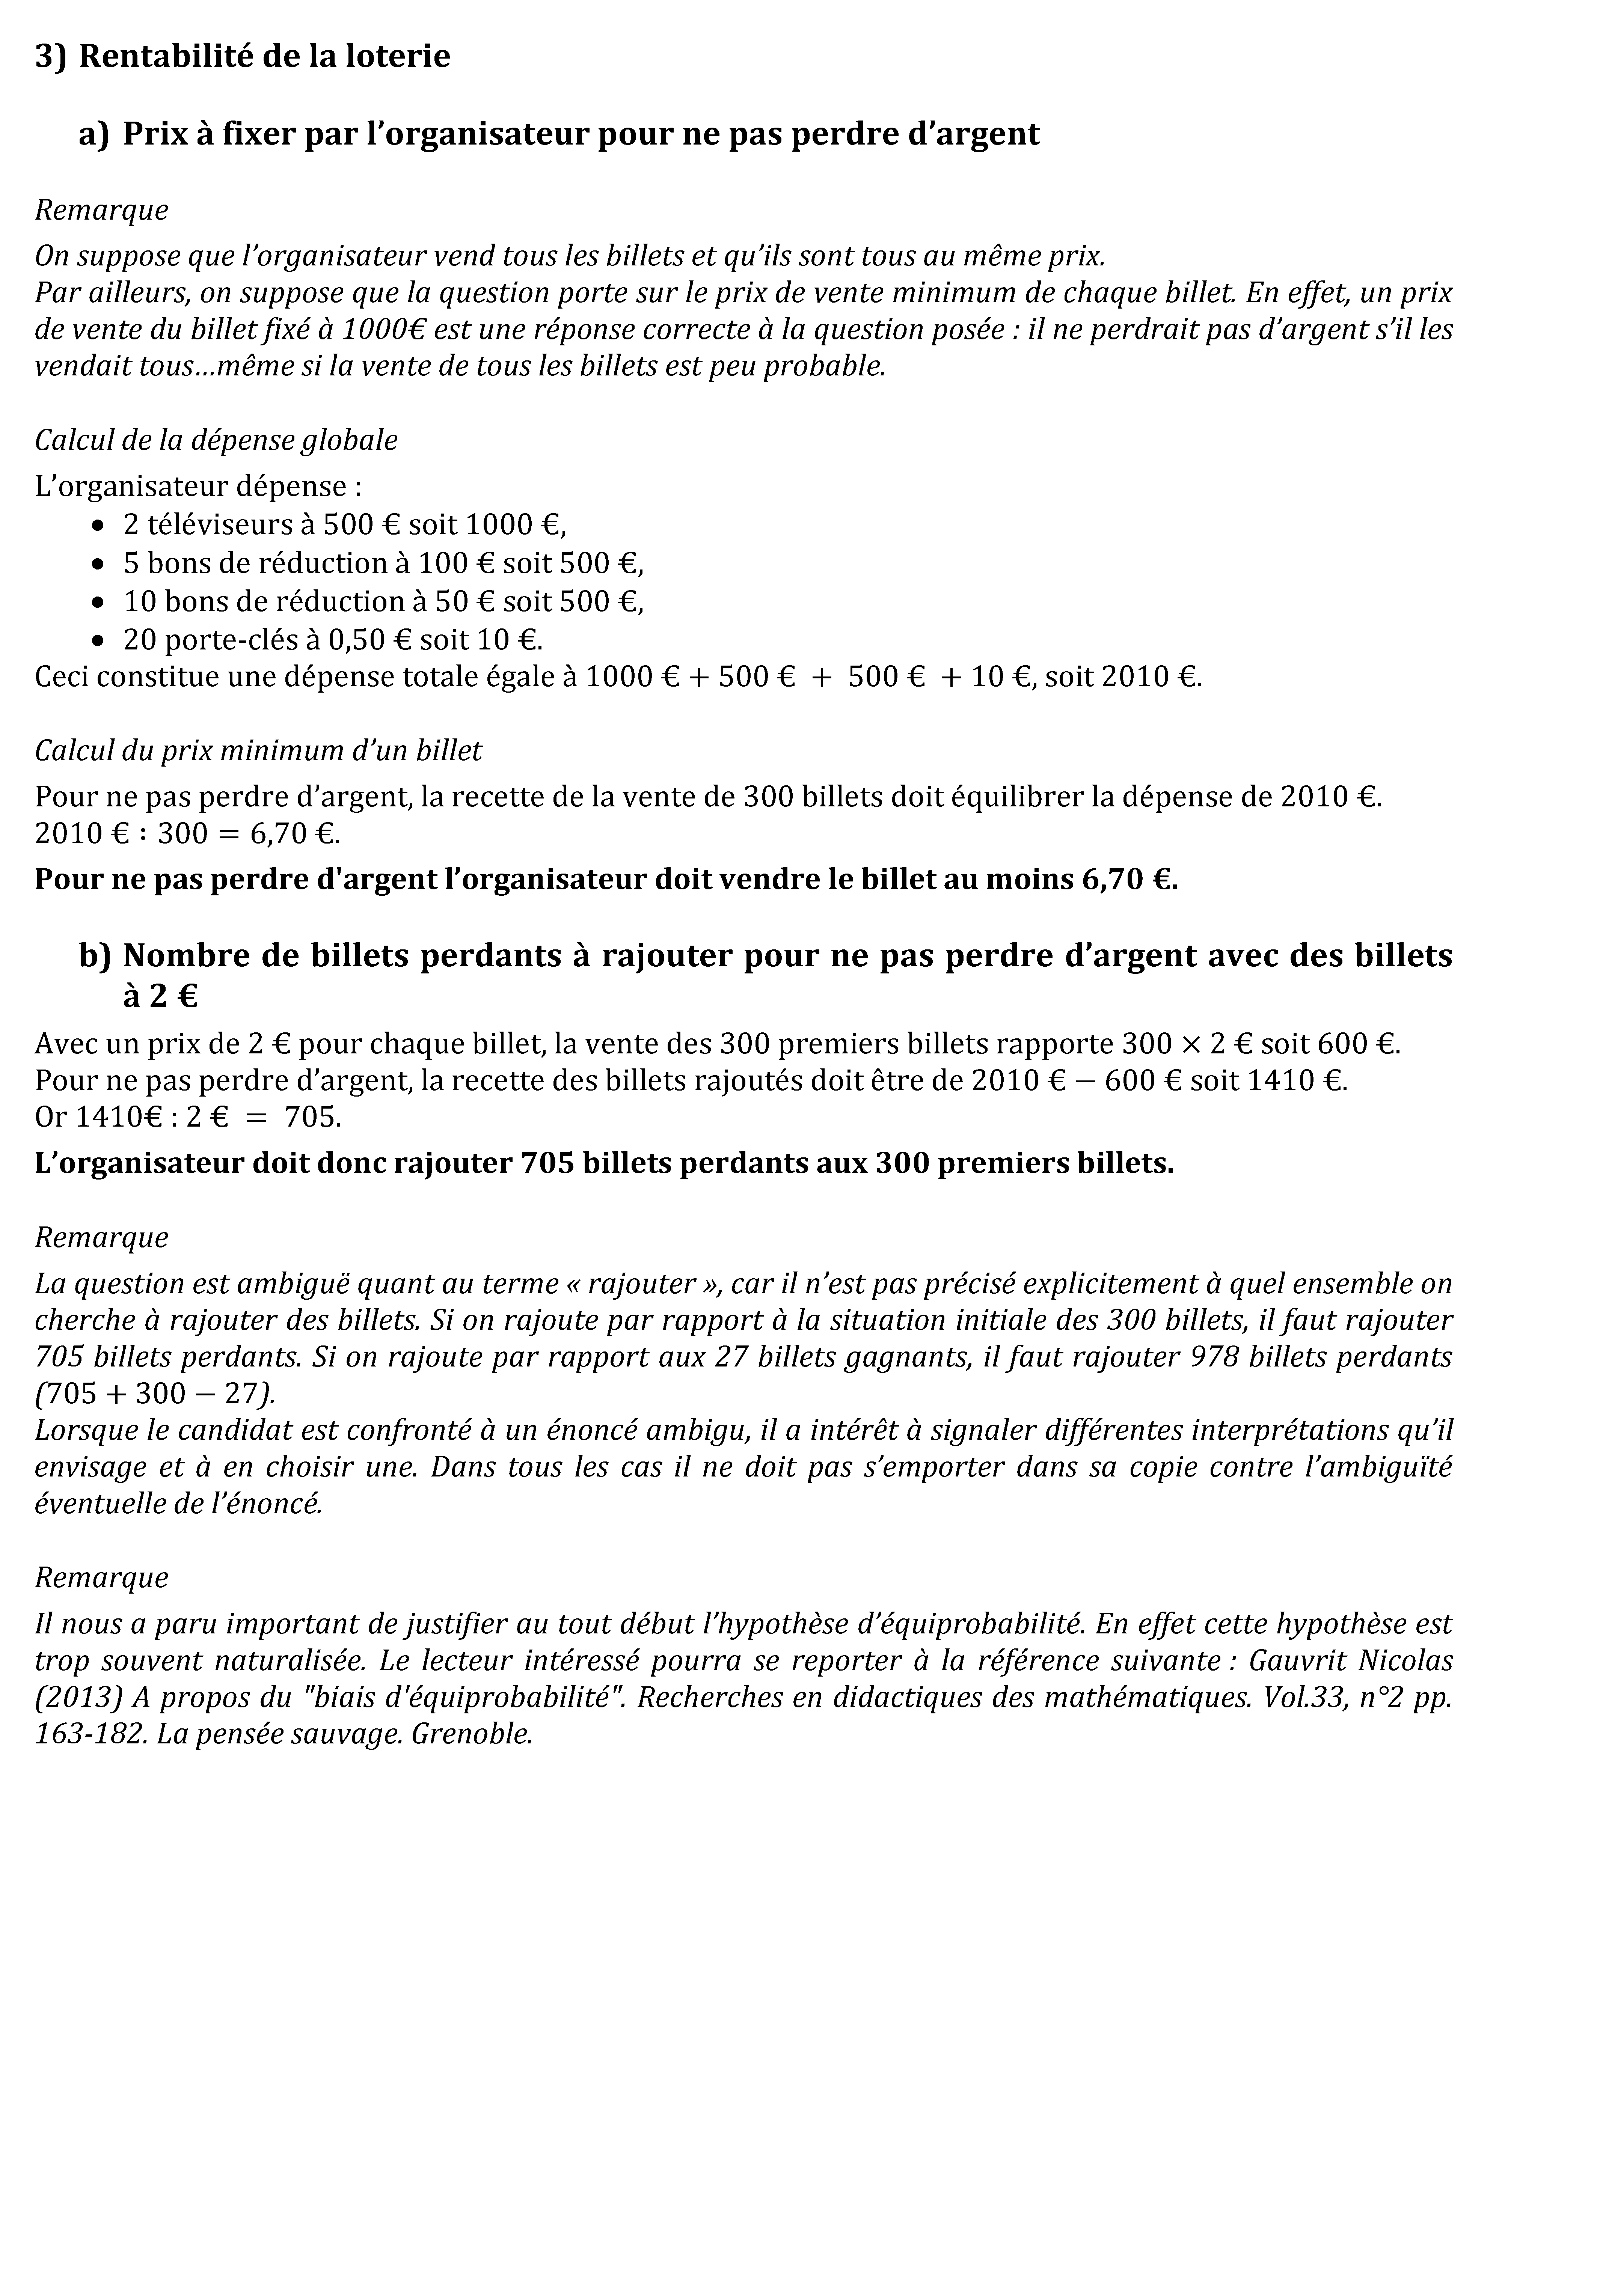 3) Rentabilité de la loterie
a) Prix à fixer par l’organisateur pour ne pas perdre d’argent
Remarque
On suppose que l’organisateur vend tous les billets et qu’ils sont tous au même prix.
Par ailleurs, on suppose que la question porte sur le prix de vente minimum de chaque billet. En effet, un prix
de vente du billet fixé à 1000€ est une réponse correcte à la question posée : il ne perdrait pas d’argent s’il les
vendait tous…même si la vente de tous les billets est peu probable.
Calcul de la dépense globale
L’organisateur dépense :
• 2 téléviseurs à 500 € soit 1000 €,
• 5 bons de réduction à 100 € soit 500 €,
• 10 bons de réduction à 50 € soit 500 €,
• 20 porte-clés à 0,50 € soit 10 €.
Ceci constitue une dépense totale égale à 1000 € + 500 € + 500 € + 10 €, soit 2010 €.
Calcul du prix minimum d’un billet
Pour ne pas perdre d’argent, la recette de la vente de 300 billets doit équilibrer la dépense de 2010 €.
2010 € : 300 = 6,70 €.
Pour ne pas perdre d'argent l’organisateur doit vendre le billet au moins 6,70 €.
b) Nombre de billets perdants à rajouter pour ne pas perdre d’argent avec des billets
à 2 €
Avec un prix de 2 € pour chaque billet, la vente des 300 premiers billets rapporte 300 × 2 € soit 600 €.
Pour ne pas perdre d’argent, la recette des billets rajoutés doit être de 2010 € − 600 € soit 1410 €.
Or 1410€ : 2 € = 705.
L’organisateur doit donc rajouter 705 billets perdants aux 300 premiers billets.
Remarque
La question est ambiguë quant au terme « rajouter », car il n’est pas précisé explicitement à quel ensemble on
cherche à rajouter des billets. Si on rajoute par rapport à la situation initiale des 300 billets, il faut rajouter
705 billets perdants. Si on rajoute par rapport aux 27 billets gagnants, il faut rajouter 978 billets perdants
(705 + 300 − 27).
Lorsque le candidat est confronté à un énoncé ambigu, il a intérêt à signaler différentes interprétations qu’il
envisage et à en choisir une. Dans tous les cas il ne doit pas s’emporter dans sa copie contre l’ambiguïté
éventuelle de l’énoncé.
Remarque
Il nous a paru important de justifier au tout début l’hypothèse d’équiprobabilité. En effet cette hypothèse est
trop souvent naturalisée. Le lecteur intéressé pourra se reporter à la référence suivante : Gauvrit Nicolas
(2013) A propos du "biais d'équiprobabilité". Recherches en didactiques des mathématiques. Vol.33, n°2 pp.
163-182. La pensée sauvage. Grenoble.